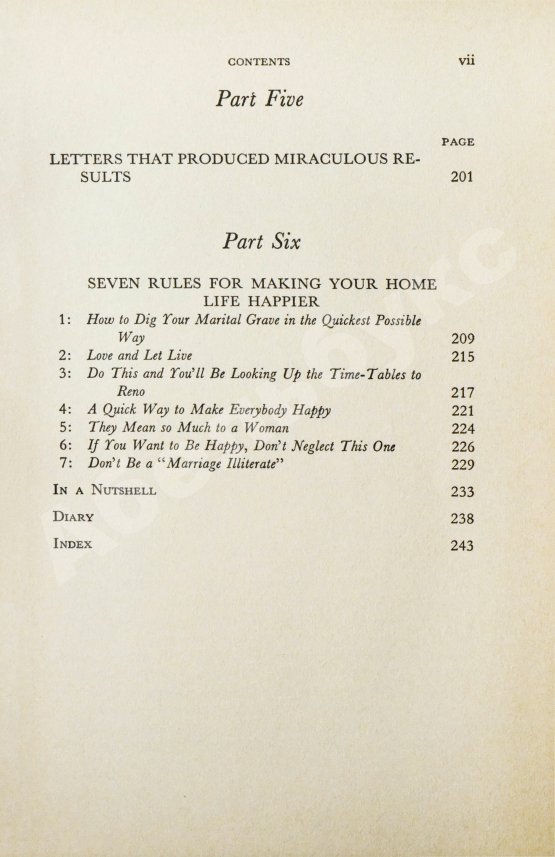 CONTENTS vii
Part Five
PAGE
LETTERS THAT PRODUCED MIRACULOUS RE-
SULTS 201
Part Six
SEVEN RULES FOR MAKING YOUR HOME
LIFE HAPPIER
1: How to Dig Your Marital Grave in the Quickest Possible
Way 209
2: Love and Let Live 215
3: Do This and You'll Be Looking Up the Time-Tables to
Reno 217
4: A Quick Way to Make Everybody Happy 221
5: They Mean so Much to a Woman 224
6: If You Want to Be Happy, Don't Neglect This One 226
7: Don't Be a "Marriage Illiterate" 229
IN A NUTSHELL 233
DIARY 238
INDEX 243